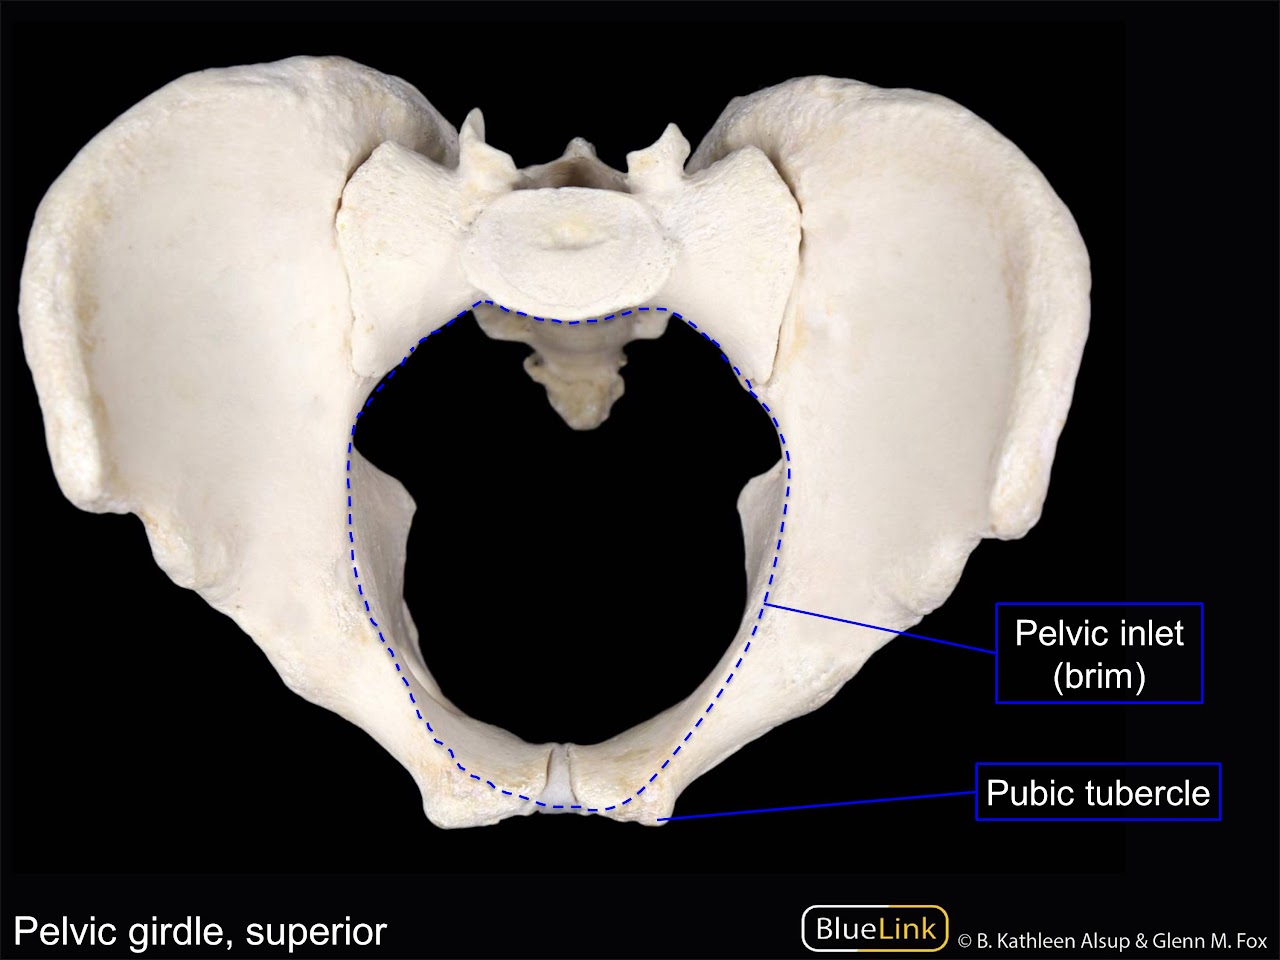 Pelvic inlet
(brim)
Pubic tubercle
Pelvic girdle, superior
BlueLink
© B. Kathleen Alsup & Glenn M. Fox